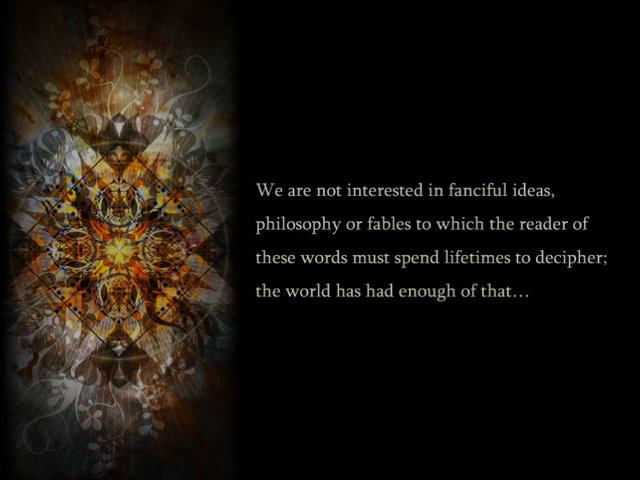 We are not interested in fanciful ideas,
philosophy or fables to which the reader of
these words must spend lifetimes to decipher;
the world has had enough of that…